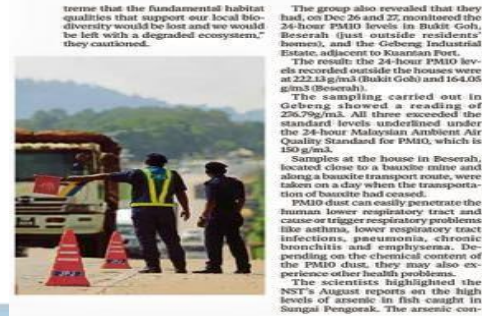 treme that the fundamental habitat
qualities that support our local bio-
diversity would be lost and we would
be left with a degraded ecosystem,"
they cautioned.
The group also revealed that they
had, on Dec 26 and 27, monitored the
24-hour PM10 levels in Bukit Goh,
Beserah (just outside residents'
homes), and the Gebeng Industrial
Estate, adjacent to Kuantan Port.
The result: the 24-hour PM10 lev-
els recorded outside the houses were
at 222.13g/m3 (Bukit Goh) and 164.05
g/m3 (Beserah).
The sampling carried out in
Gebeng showed a reading of
276.79g/m3. All three exceeded the
standard levels underlined under
the 24-hour Malaysian Ambient Air
Quality Standard for PM10, which is
150 g/m3.
Samples at the house in Beserah,
located close to a bauxite mine and
along a bauxite transport route, were
taken on a day when the transporta-
tion of bauxite had ceased.
PM10 dust can easily penetrate the
human lower respiratory tract and
cause or trigger respiratory problems
like asthma, lower respiratory tract
infections, pneumonia, chronic
bronchitis and emphysema. De-
pending on the chemical content of
the PM10 dust, they may also ex-
perience other health problems.
The scientists highlighted the
NST's August reports on the high
levels of arsenic in fish caught in
Sungai Pengorak. The arsenic con-